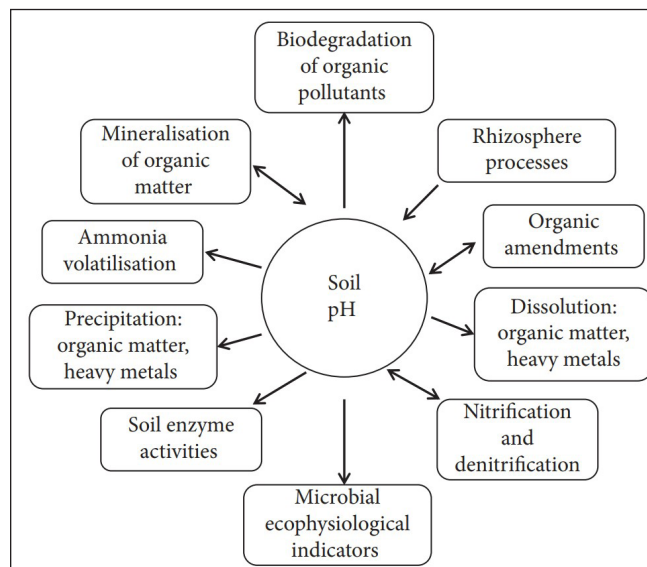 Biodegradation
of organic
pollutants
Mineralisation
of organic
matter
Rhizosphere
processes
Ammonia
volatilisation
Organic
amendments
Soil
pH
Precipitation:
organic matter,
heavy metals
Dissolution:
organic matter,
heavy metals
Soil enzyme
activities
Nitrification
and
denitrification
Microbial
ecophysiological
indicators